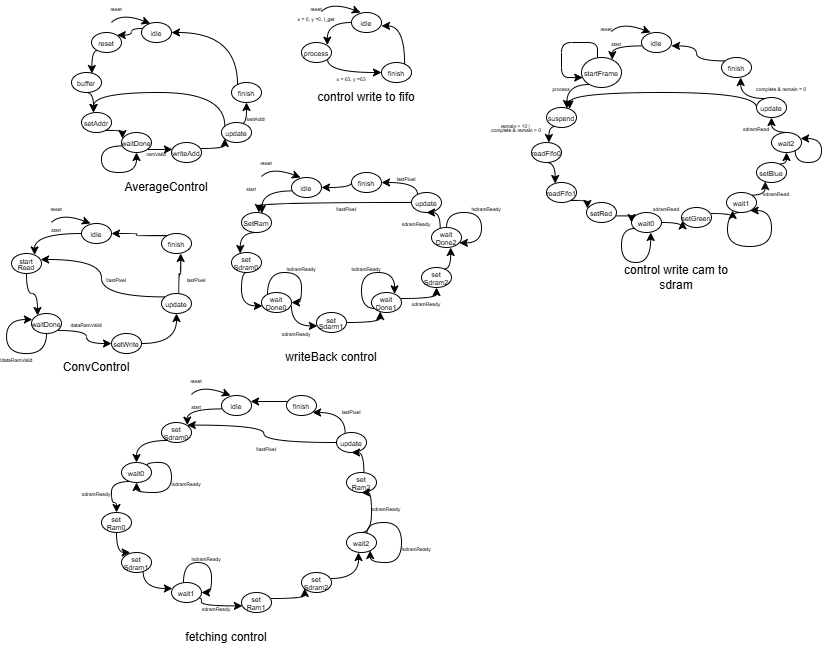 reset
idle
reset
buffer
setAddr
waitDone
ramValid
writeAdd
update
lastAddr
finish
AverageControl
reset
x = 0, y =0, i_get
idle
process
x = 63, y =63
finish
control write to fifo
reset
idle
start
startFrame
process
finish
complete & remain = 0
suspend
update
remain > 10 |
complete & remain > 0
sdramRead
readFifo0
wait2
setBlue
readFifo1
sdramRead
setRed
sdramRead
wait1
wait0
setGreen
control write cam to
sdram
reset
start
idle
finish
lastPixel
update
!lastPixel
SetRam
sdramReady
!sdramReady
wait
Done2
set
Sdram0
!sdramReady
!sdramReady
set
Sdram2
wait
Done0
wait
Done1
sdramReady
set
Sdarm1
sdramReady
writeBack control
reset
start
idle
finish
start
Read
!lastPixel
lastPixel
update
waitDone
dataRamValid
setWrite
!dataRamValid
ConvControl
reset
start
idle
finish
lastPixel
set
Sdram0
update
!lastPixel
wait0
!sdramReady
sdramReady
set
Ram2
sdramReady
set
Ram0
wait2
!sdramReady
set
Sdram1
!sdramReady
wait1
set
Sdram2
sdramReady
set
Ram1
fetching control